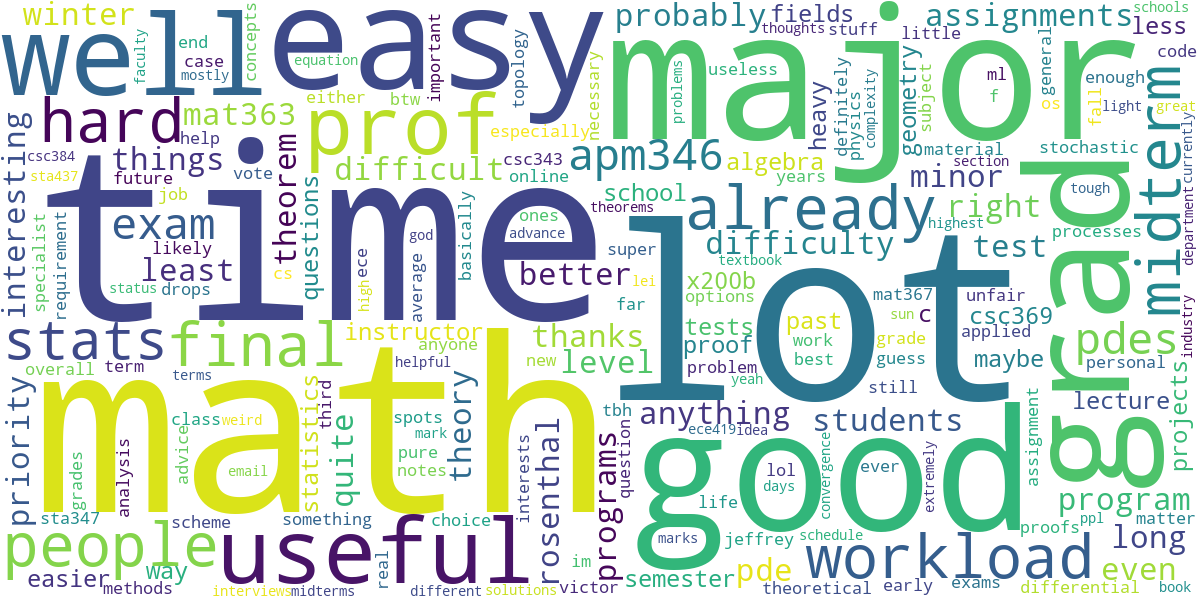 winter
faculty
well
end
case
mostly
concepts
easy
equation
either
btw
important
topology
especially
necessary
probably
fields
thoughts
stuff
problems
useless
major
little
assignments
schools
less
code
general
enough
ml
f
os
fall
light
great
currently
midterm
hard
mat363
help
prof
difficult
csc384
sta437
things
future
vote
job
theorem
interesting
specialist
requirement
exam
likely
least
status
drops
cs
questions
time
high
ece
average
god
basically
csc343
online
ones
advance
theorems
apm346
algebra
years
school
heavy
definitely
physics
complexity
geometry
subject
material
section
minor
stochastic
tough
processes
already
right
difficulty
highest
test
textbook
better
super
lei
far
x200b
options
mat367
unfair
sun
c
csc369
applied
grad
department
industry
stats
final
instructor
thanks
level
anyone
helpful
new
tests
proof
problem
yeah
past
work
best
grade
guess
still
maybe
pdes
personal
lot
overall
term
terms
priority
class
weird
advice
grades
analysis
email
math
statistics
third
quite
spots
mark
pure
notes
theory
tbh
interests
rosenthal
programs
question
anything
ece419
idea
students
lecture
projects
good
lol
days
ever
convergence
extremely
assignment
life
marks
jeffrey
schedule
program
proofs
ppl
matter
sta347
scheme
something
choice
people
way
easier
methods
useful
interviews
midterms
real
different
solutions
im
victor
semester
pde
workload
theoretical
early
exams
even
long
differential
book